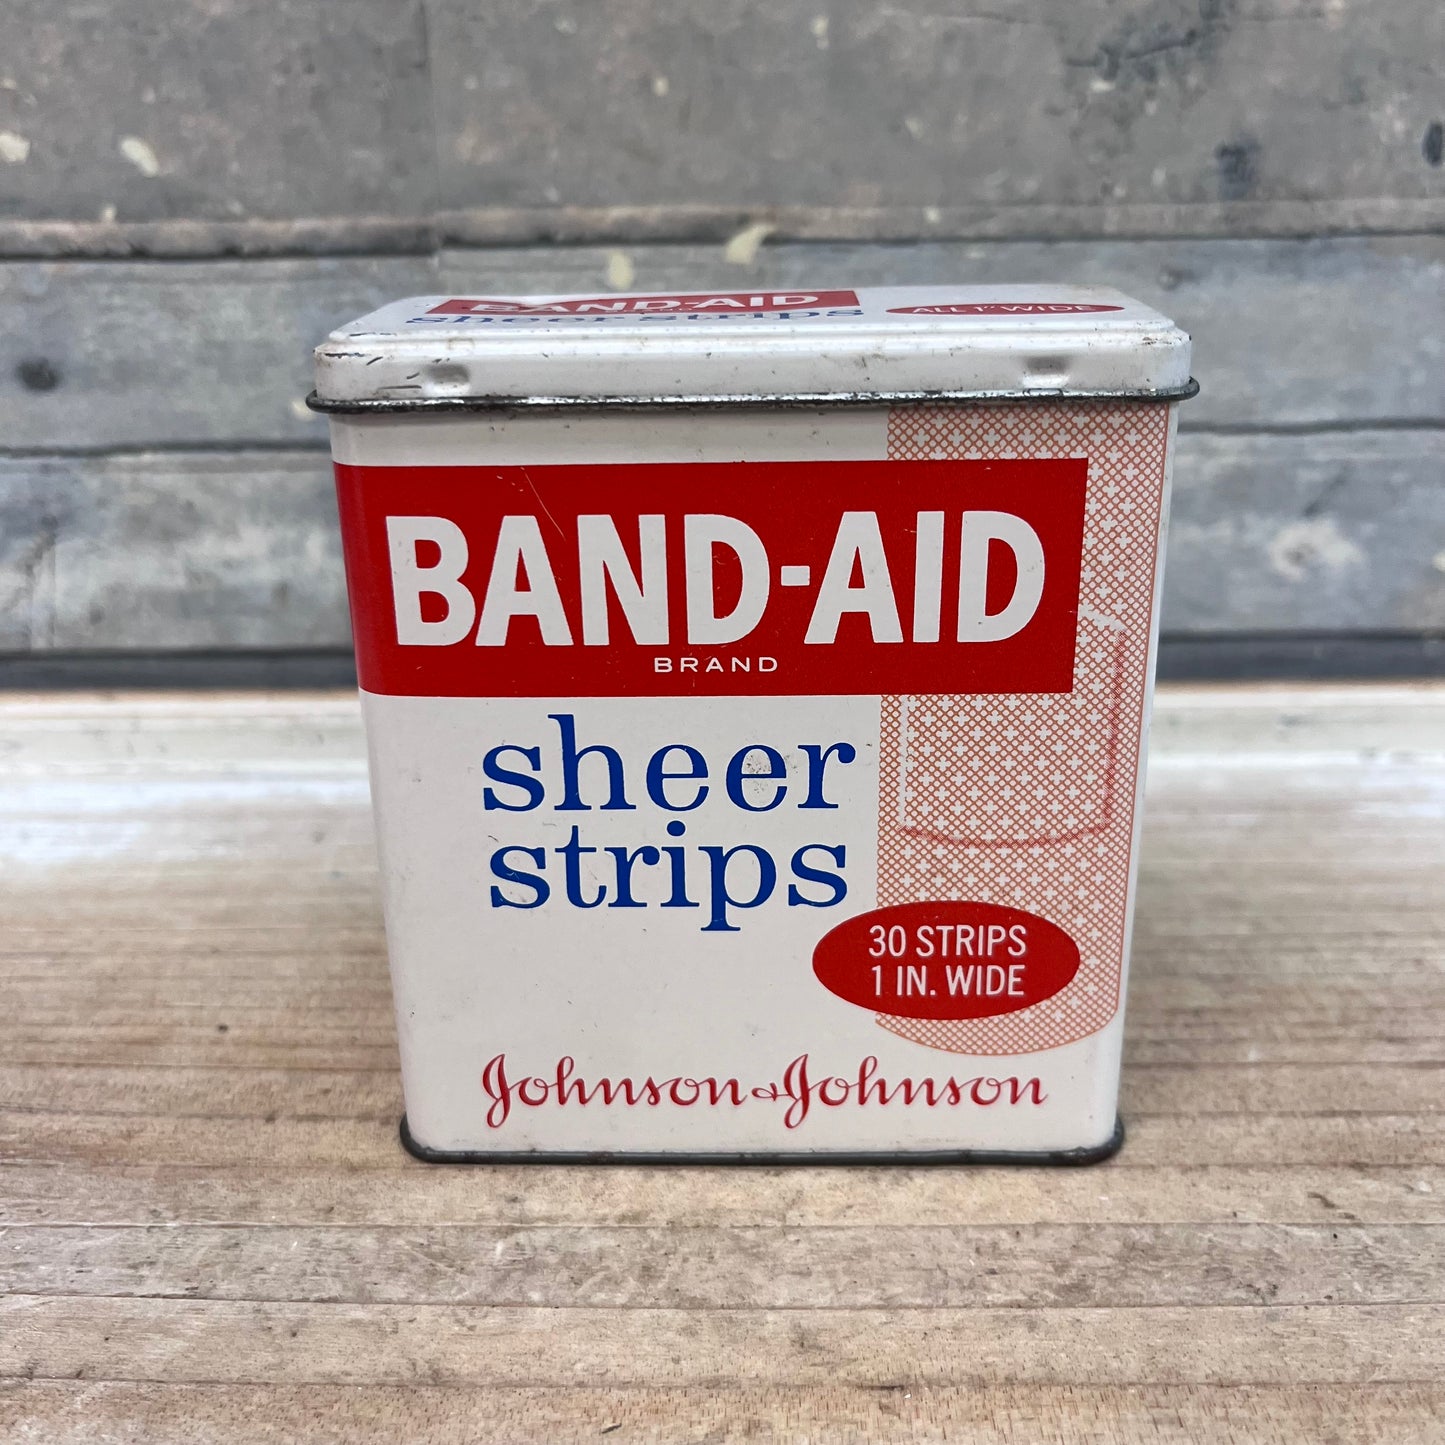 BAND-AID
sheer strips
ALL 1" WIDE
BAND-AID
BRAND
sheer
strips
30 STRIPS
1 IN. WIDE
Johnson & Johnson